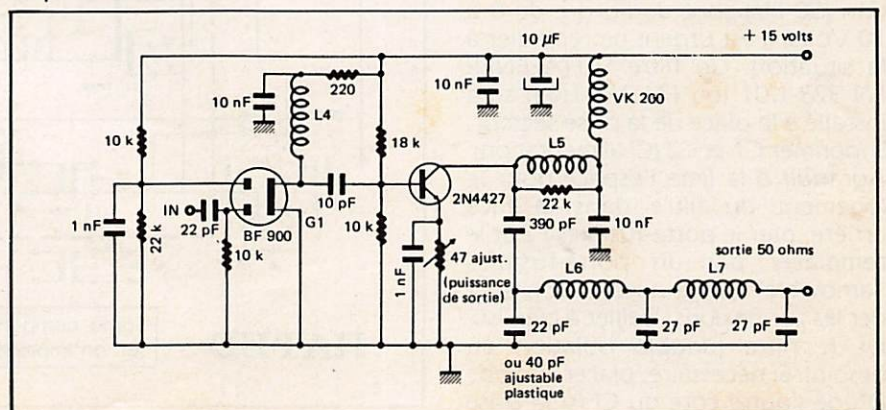 10 µF
+ 15 volts
10 nF
220
10 nF
VK 200
L4
10 k
18 k
L5
2N4427
22 k
390 pF
10 nF
IN
22 pF
BF 900
G1
10 pF
1 nF
22 k
10 k
10 k
1 nF
47 ajust.
(puissance
de sortie)
sortie 50 ohms
L6
L7
22 pF
27 pF
27 pF
ou 40 pF
ajustable
plastique